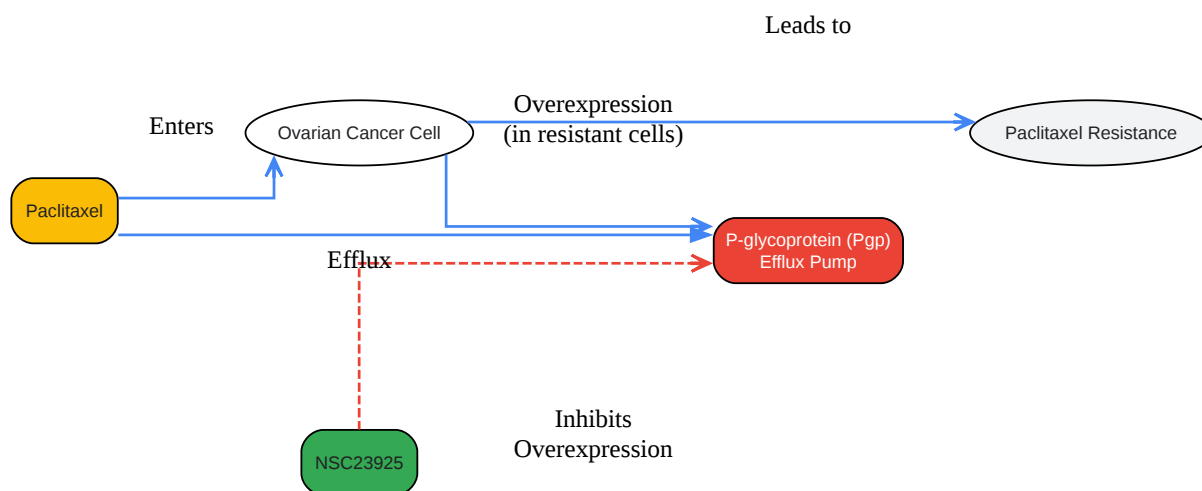 Leads to
Enters
Overexpression
(in resistant cells)
Ovarian Cancer Cell
Paclitaxel Resistance
Paclitaxel
P-glycoprotein (Pgp)
Efflux Pump
Efflux
Inhibits
Overexpression
NSC23925